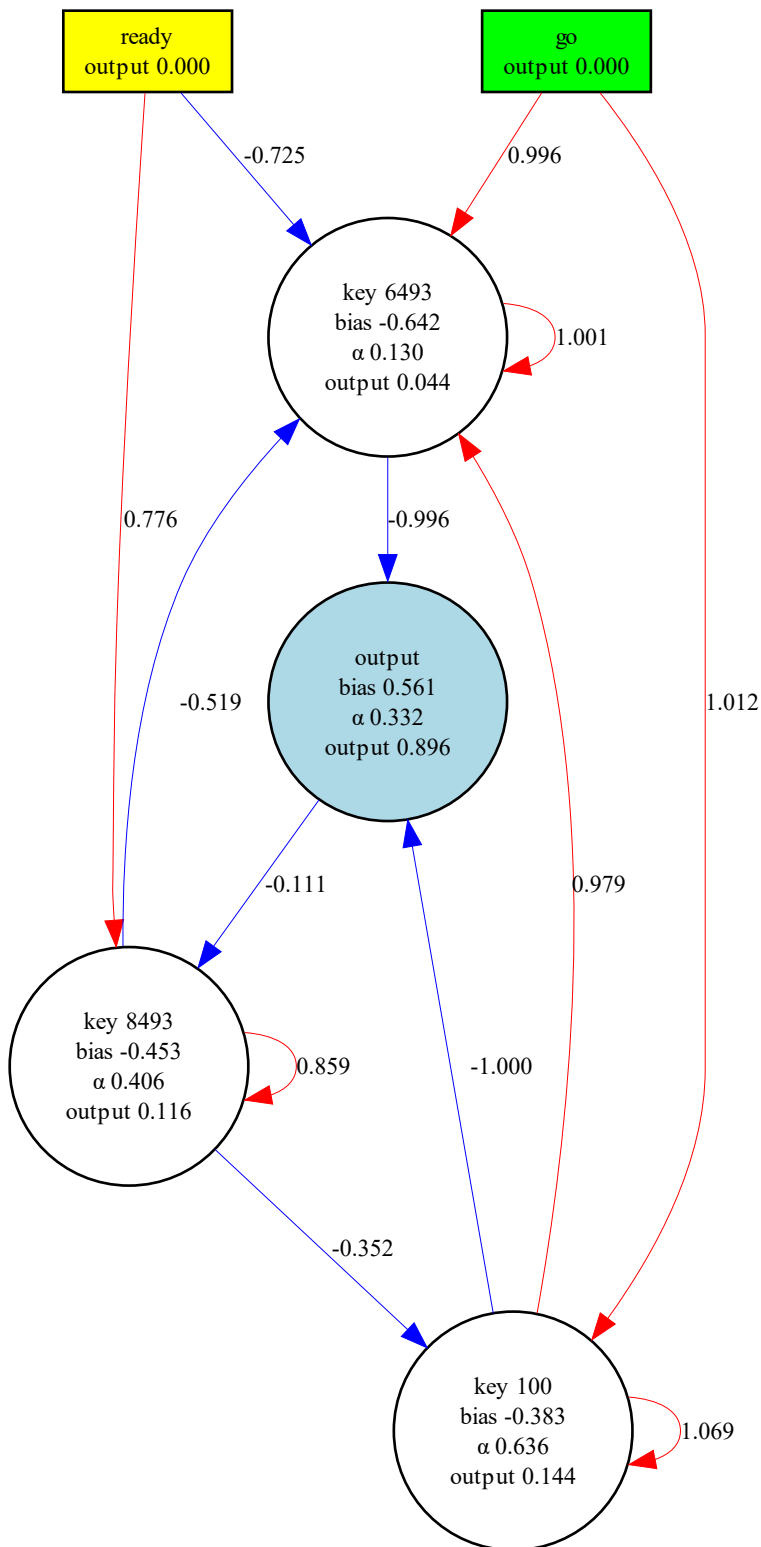 ready
output 0.000
go
output 0.000
-0.725
0.996
key 6493
bias -0.642
α 0.130
output 0.044
1.001
0.776
-0.996
-0.519
output
bias 0.561
α 0.332
output 0.896
1.012
-0.111
0.979
key 8493
bias -0.453
α 0.406
output 0.116
0.859
-1.000
-0.352
key 100
bias -0.383
α 0.636
output 0.144
1.069